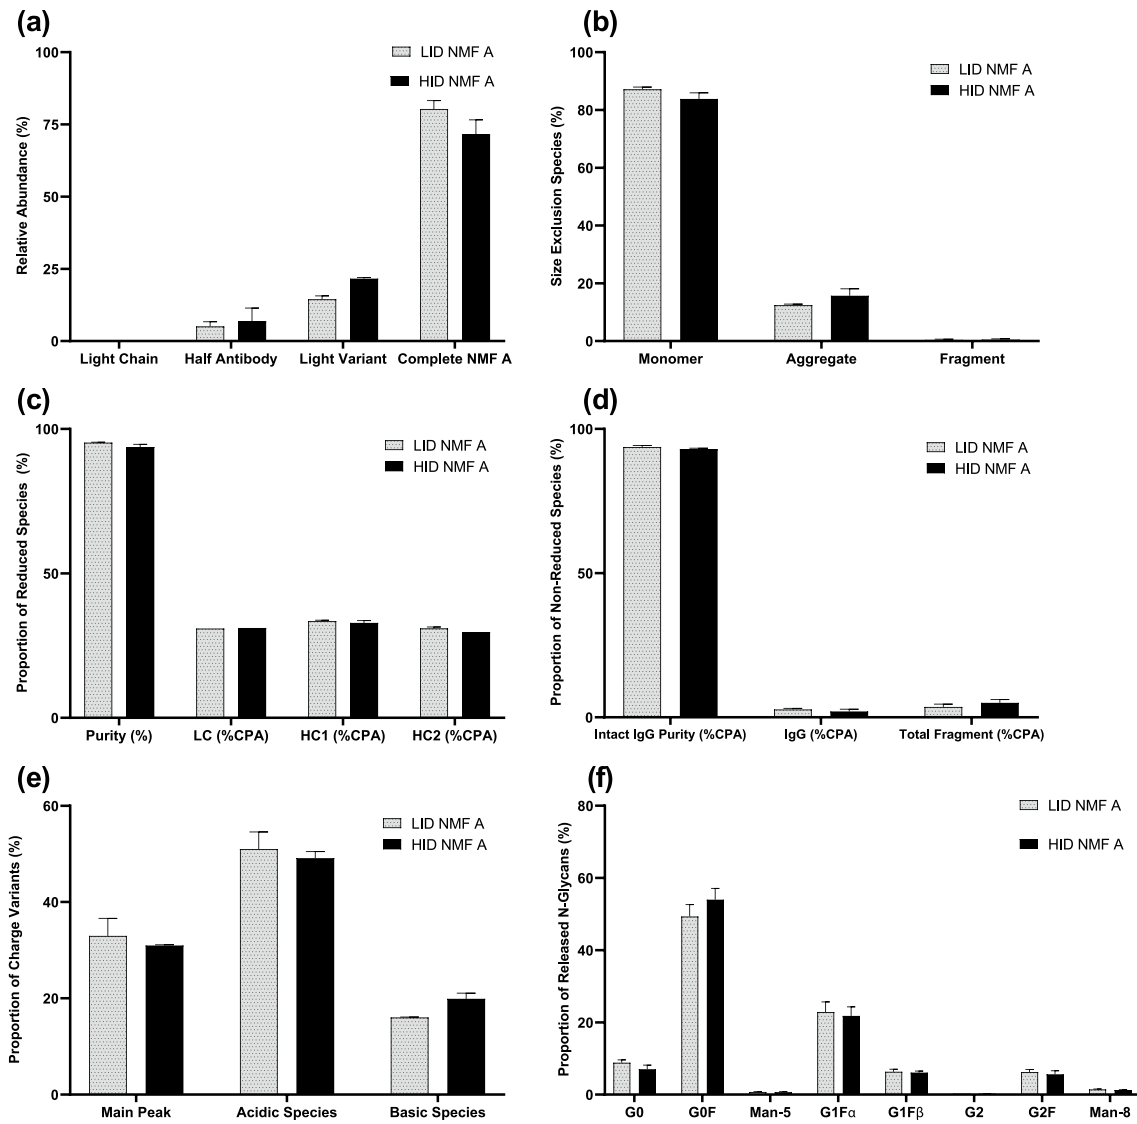 (a)
LID NMF A
HID NMF A
Relative Abundance (%)
100
75
50
25
0
Light Chain Half Antibody Light Variant Complete NMF A
(b)
LID NMF A
HID NMF A
Size Exclusion Species (%)
100
80
60
40
20
0
Monomer Aggregate Fragment
(c)
LID NMF A
HID NMF A
Proportion of Reduced Species (%)
100
50
0
Purity (%) LC (%CPA) HC1 (%CPA) HC2 (%CPA)
(d)
LID NMF A
HID NMF A
Proportion of Non-Reduced Species (%)
100
50
0
Intact IgG Purity (%CPA) IgG (%CPA) Total Fragment (%CPA)
(e)
LID NMF A
HID NMF A
Proportion of Charge Variants (%)
60
40
20
0
Main Peak Acidic Species Basic Species
(f)
LID NMF A
HID NMF A
Proportion of Released N-Glycans (%)
80
60
40
20
0
G0 G0F Man-5 G1Fα G1Fβ G2 G2F Man-8